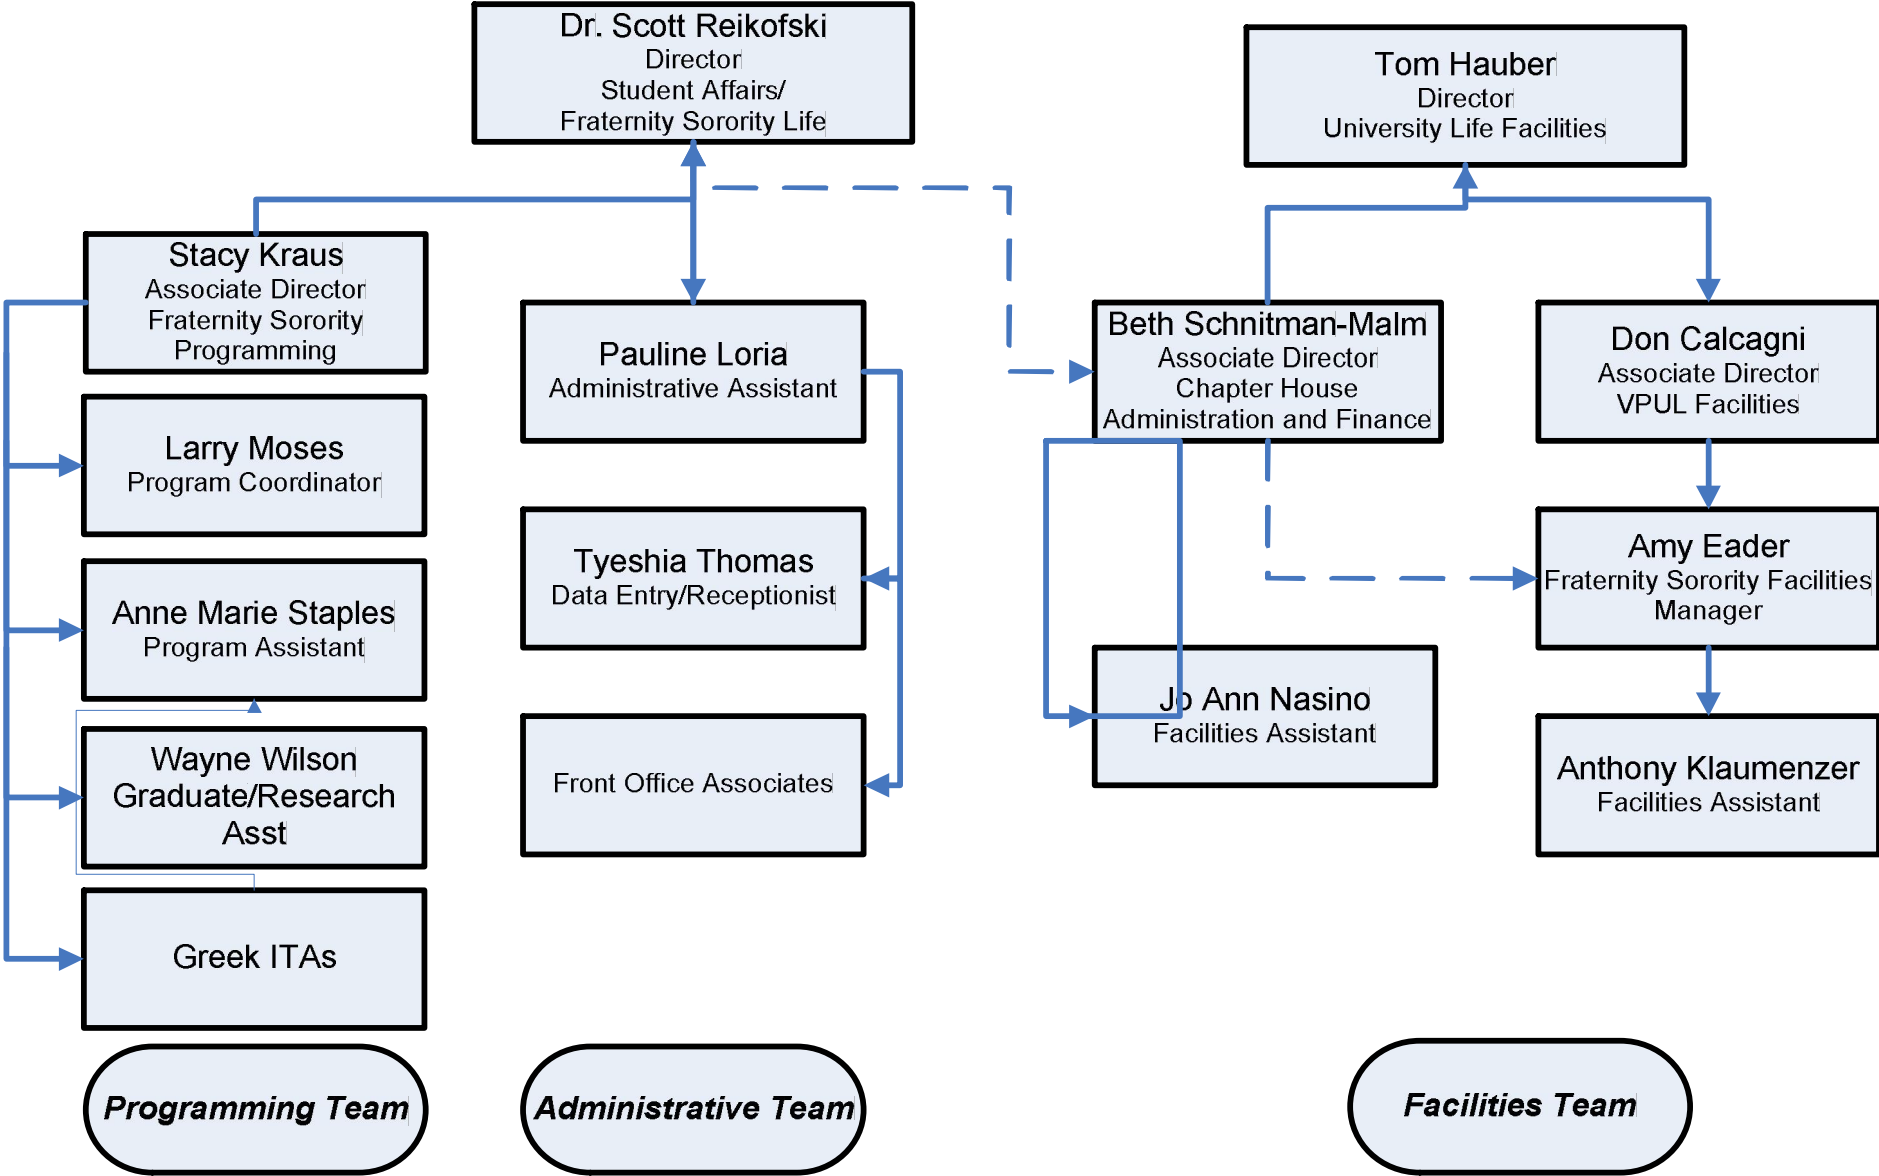 Dr. Scott Reikofski
Director
Student Affairs/
Fraternity Sorority Life
Tom Hauber
Director
University Life Facilities
Stacy Kraus
Associate Director
Fraternity Sorority
Programming
Larry Moses
Program Coordinator
Anne Marie Staples
Program Assistant
Wayne Wilson
Graduate/Research
Asst
Greek ITAs
Programming Team
Pauline Loria
Administrative Assistant
Tyeshia Thomas
Data Entry/Receptionist
Front Office Associates
Administrative Team
Beth Schnitman-Malm
Associate Director
Chapter House
Administration and Finance
Jo Ann Nasino
Facilities Assistant
Don Calcagni
Associate Director
VPUL Facilities
Amy Eader
Fraternity Sorority Facilities
Manager
Anthony Klaumenzer
Facilities Assistant
Facilities Team